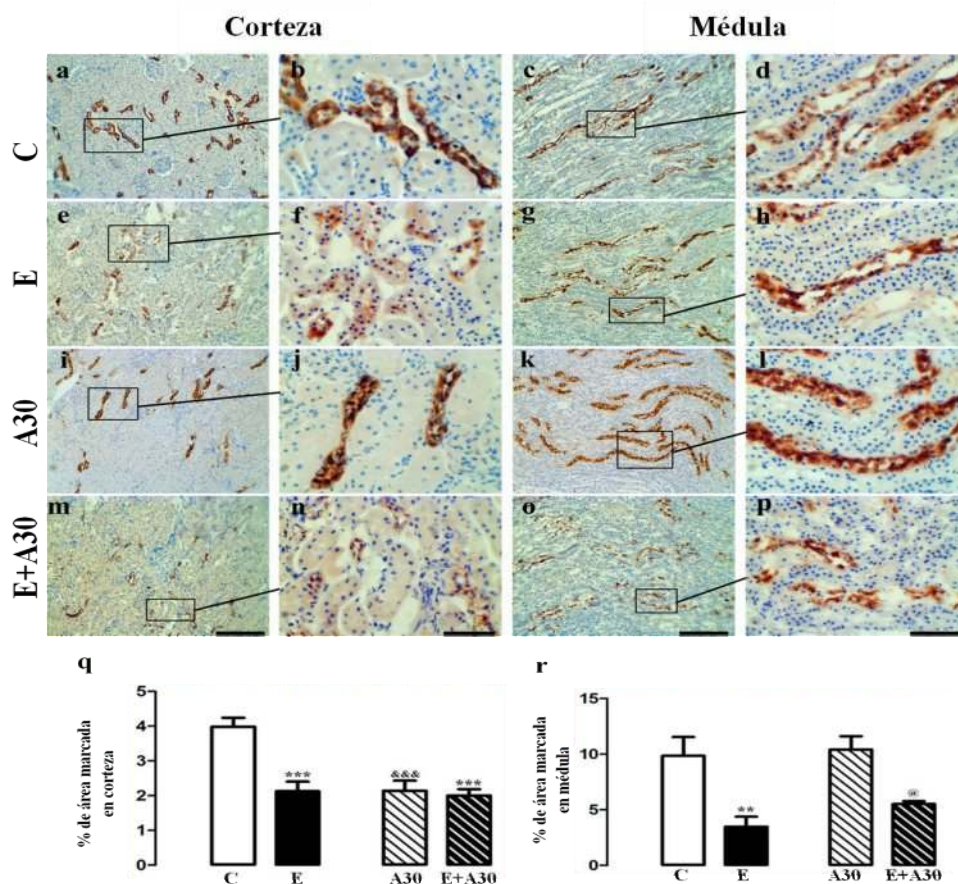 Corteza Médula
a b c d
C
e f g h
E
i j k l
A30
m n o p
E+A30
q r
% de área marcada
en corteza
5
4
3
2
1
0
*** &&& ***
C E A30 E+A30
% de área marcada
en médula
15
10
5
0
** @
C E A30 E+A30